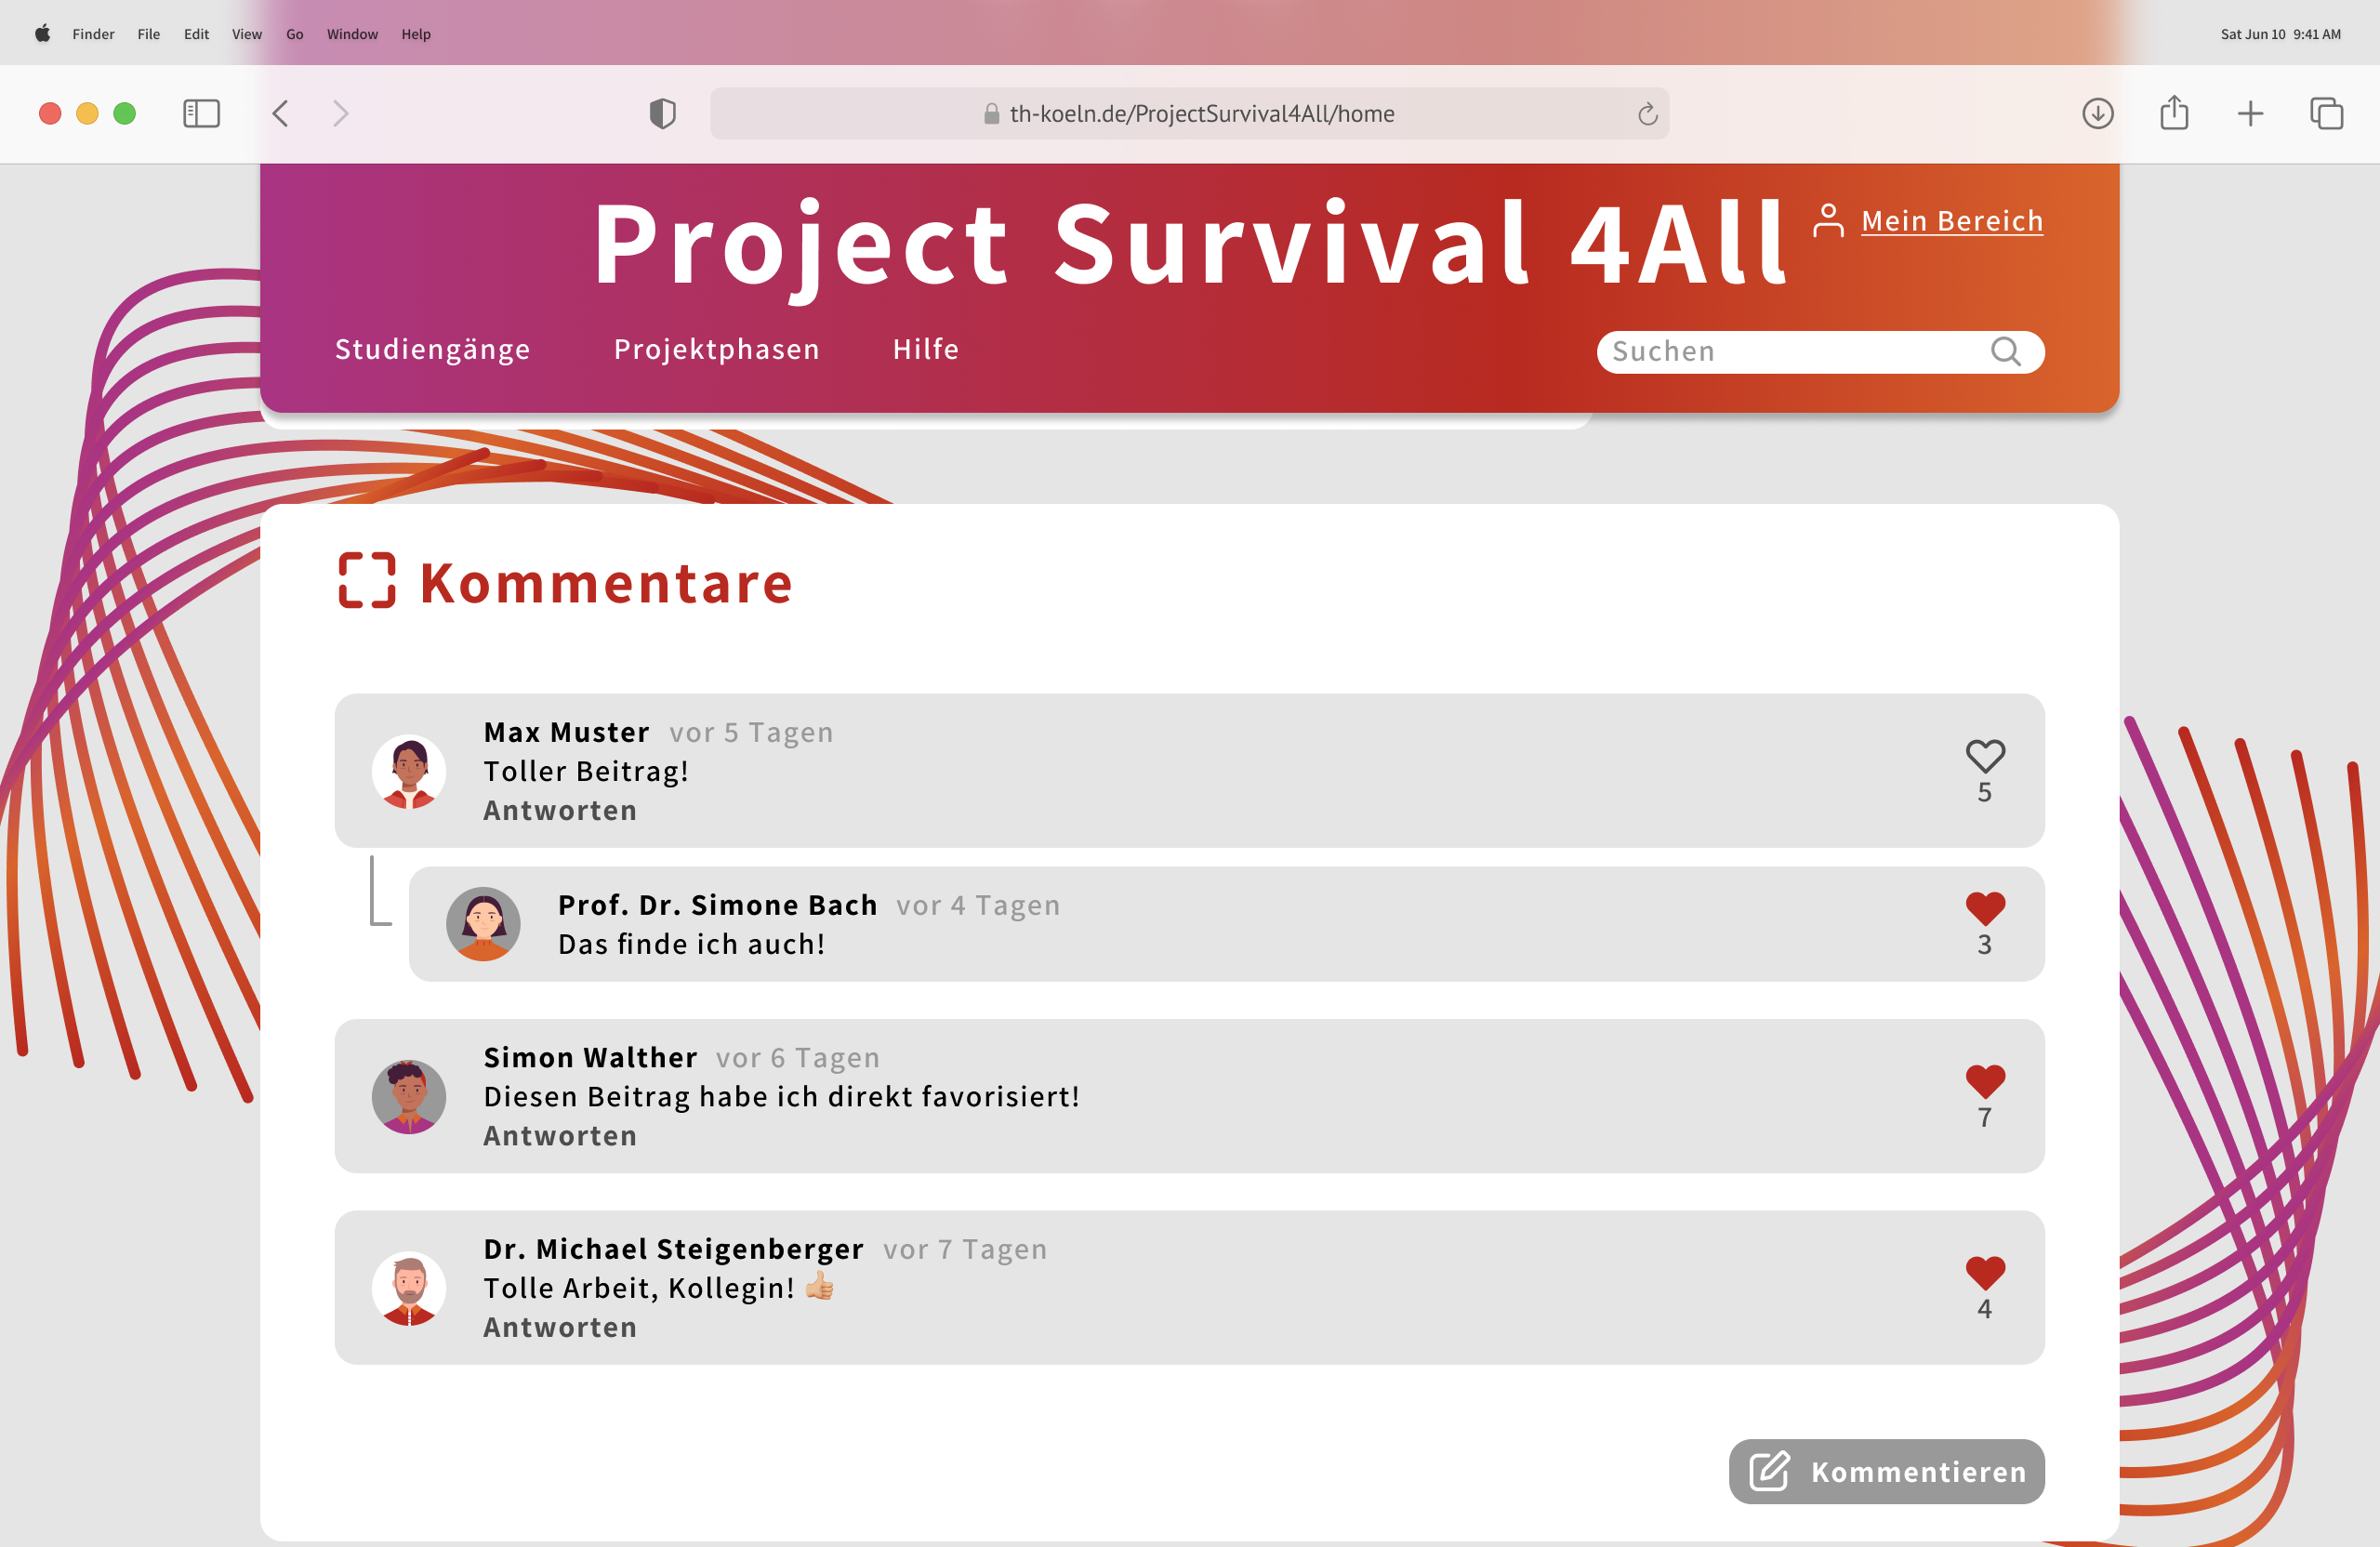 Finder File Edit View Go Window Help
Sat Jun 10 9:41 AM
th-koeln.de/ProjectSurvival4All/home
Project Survival 4All
Mein Bereich
Studiengänge Projektphasen Hilfe
Suchen
Kommentare
Max Muster vor 5 Tagen
Toller Beitrag!
Antworten
5
Prof. Dr. Simone Bach vor 4 Tagen
Das finde ich auch!
3
Simon Walther vor 6 Tagen
Diesen Beitrag habe ich direkt favorisiert!
Antworten
7
Dr. Michael Steigenberger vor 7 Tagen
Tolle Arbeit, Kollegin! 👍🏼
Antworten
4
Kommentieren